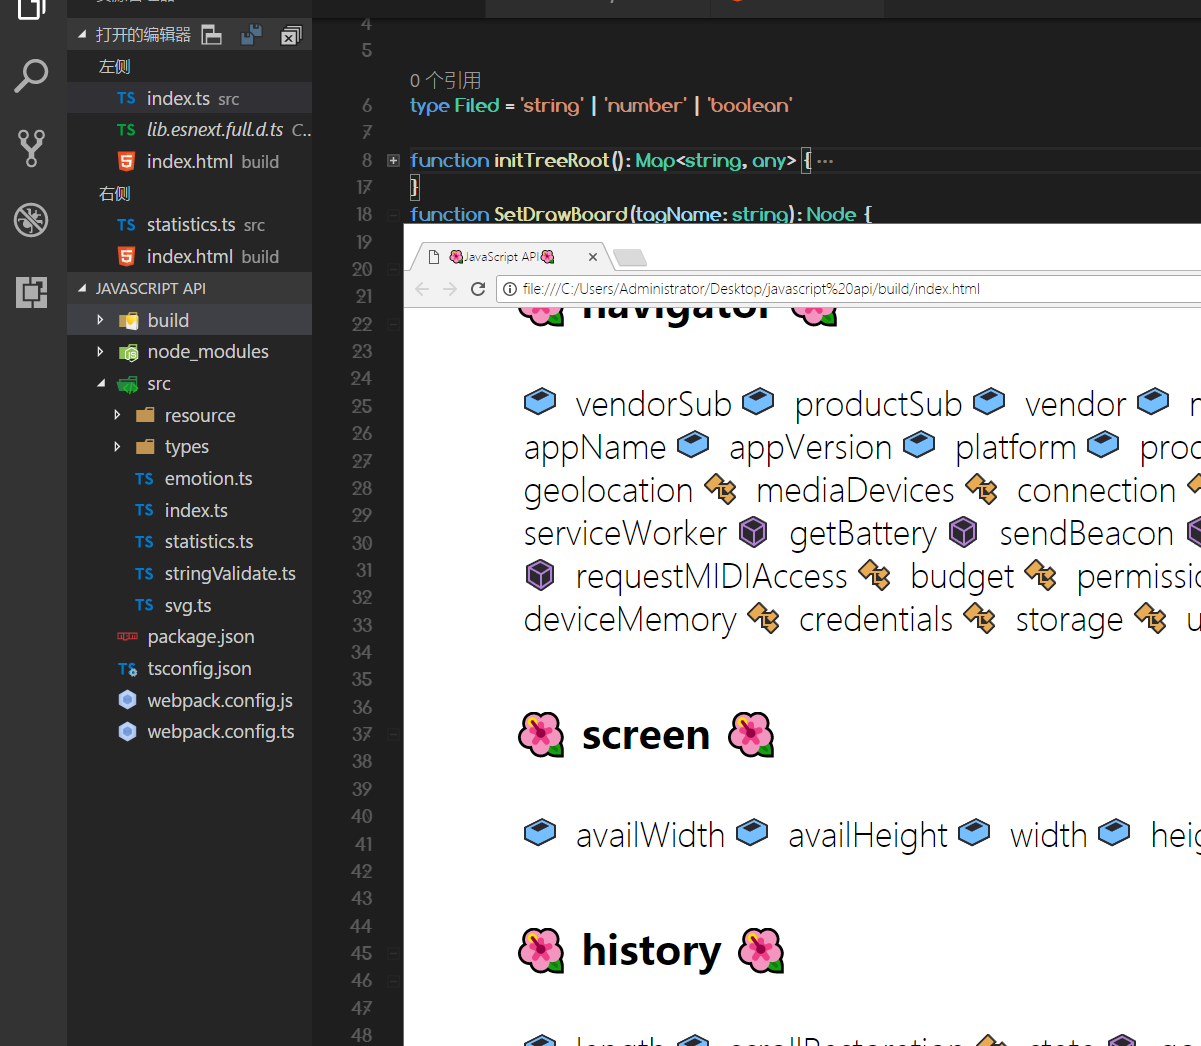 打开的编辑器
左侧
TS index.ts src
TS lib.esnext.full.d.ts C...
index.html build
右侧
TS statistics.ts src
index.html build
JAVASCRIPT API
build
node_modules
src
resource
types
TS emotion.ts
TS index.ts
TS statistics.ts
TS stringValidate.ts
TS svg.ts
package.json
TS tsconfig.json
webpack.config.js
webpack.config.ts
4
5
0 个引用
6 type Filed = 'string' | 'number' | 'boolean'
7
8 function initTreeRoot(): Map<string, any> { ...
17 }
18 function SetDrawBoard(tagName: string): Node {
19
20
21
22
23
24
25
26
27
28
29
30
31
32
33
34
35
36
37
38
39
40
41
42
43
44
45
46
47
48
🌺JavaScript API🌺
file:///C:/Users/Administrator/Desktop/javascript%20api/build/index.html
navigator
vendorSub productSub vendor
appName appVersion platform
geolocation mediaDevices connection
serviceWorker getBattery sendBeacon
requestMIDIAccess budget
deviceMemory credentials storage
screen
availWidth availHeight width
history
length scrollRestoration state